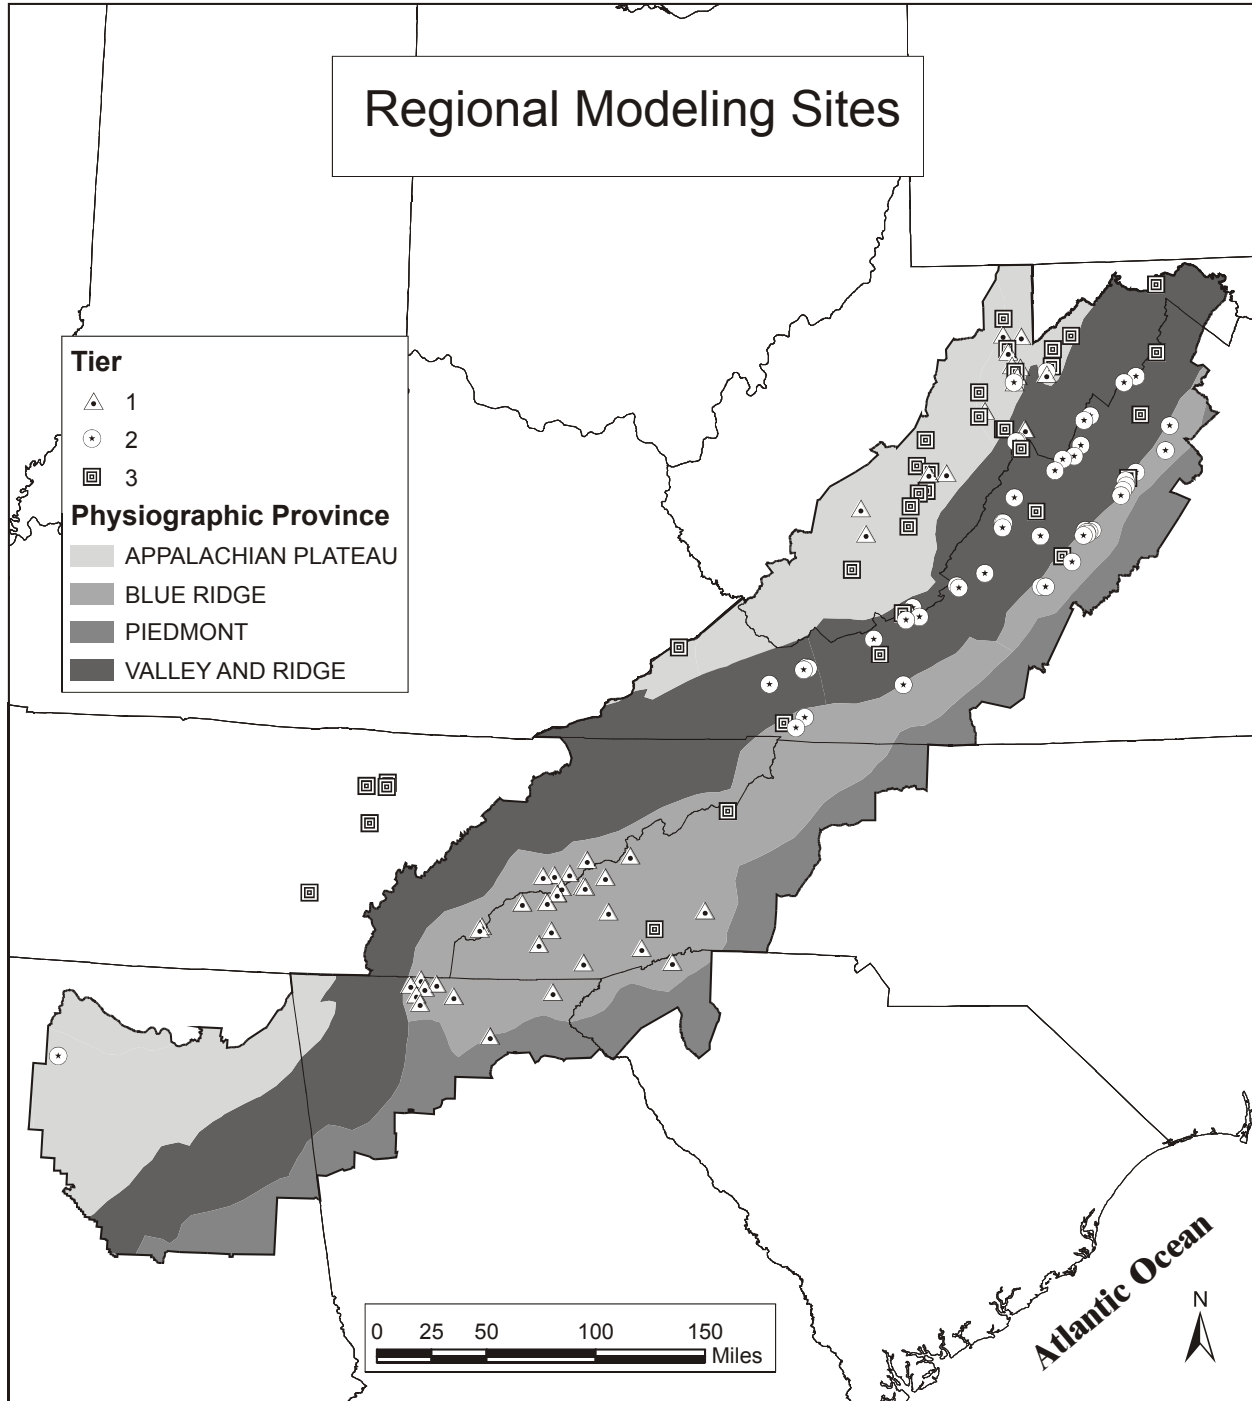 Regional Modeling Sites
Tier
1
2
3
Physiographic Province
APPALACHIAN PLATEAU
BLUE RIDGE
PIEDMONT
VALLEY AND RIDGE
0 25 50 100 150
Miles
Atlantic Ocean
N